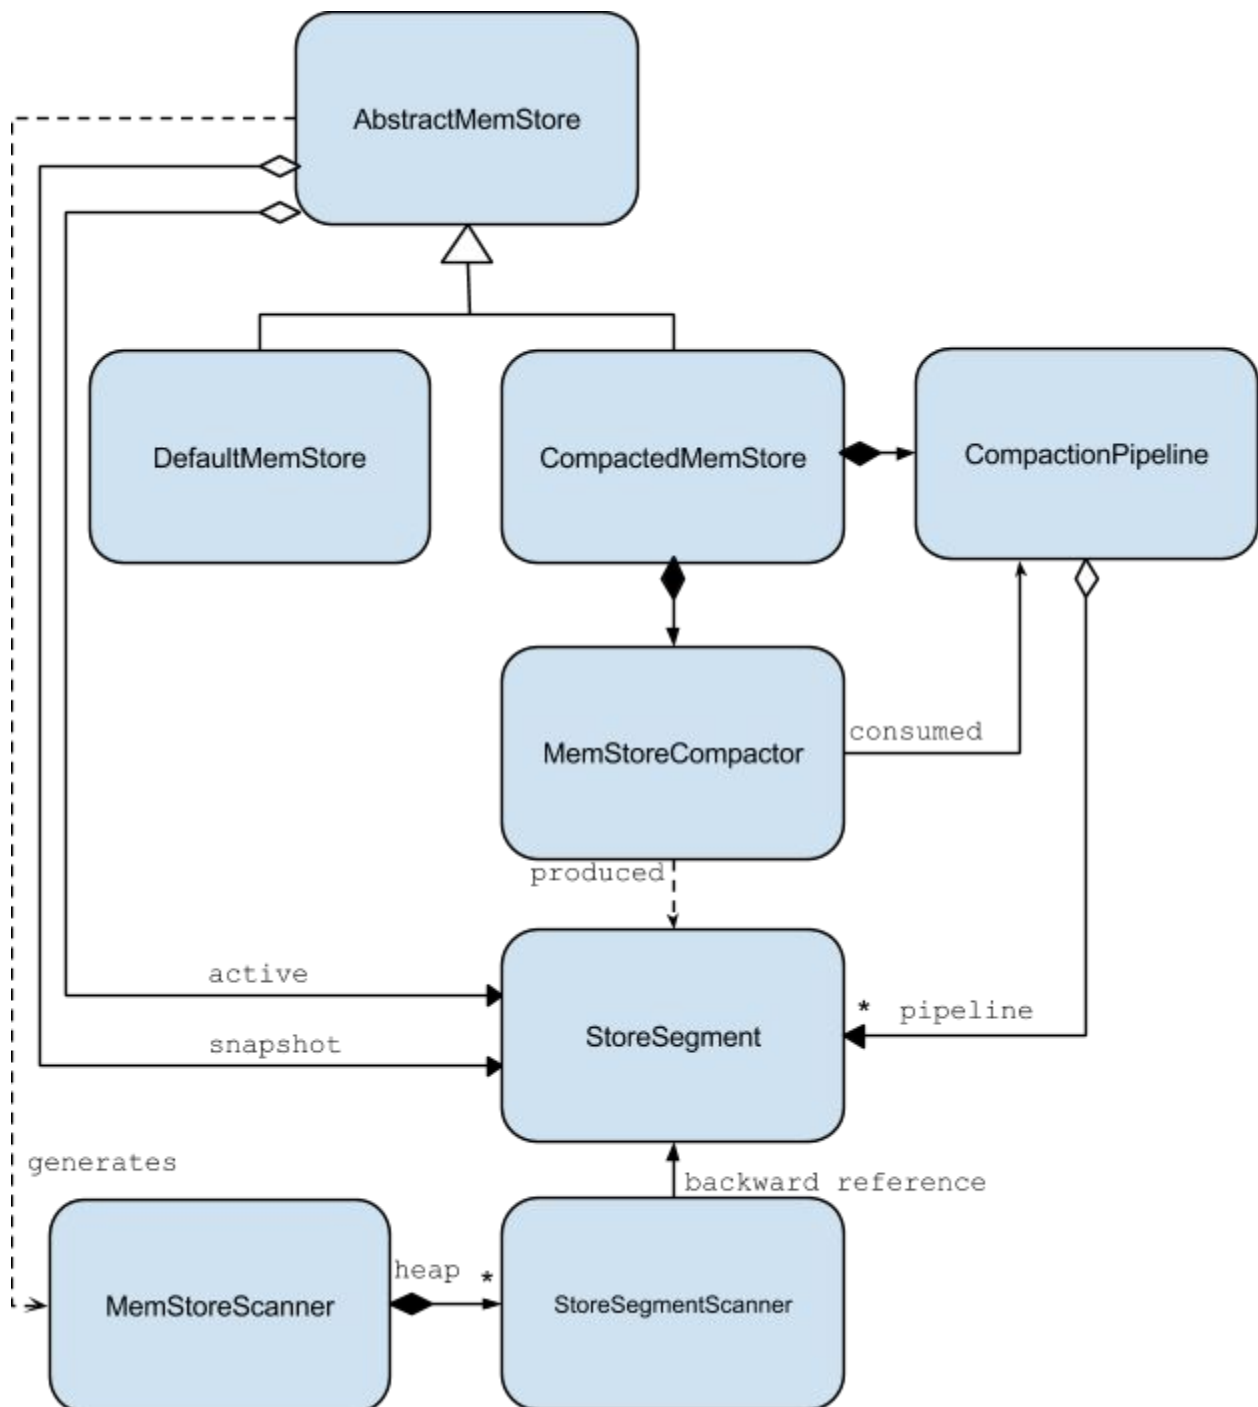 AbstractMemStore
DefaultMemStore
CompactedMemStore
CompactionPipeline
MemStoreCompactor
consumed
produced
active
* pipeline
StoreSegment
snapshot
generates
backward reference
heap *
MemStoreScanner
StoreSegmentScanner